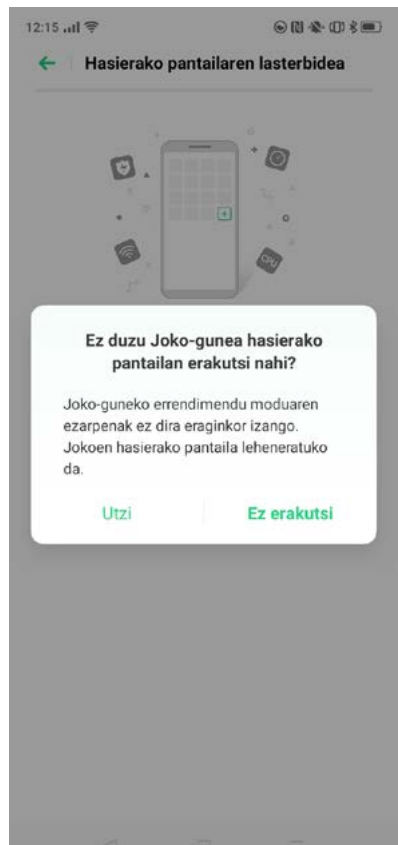 12:15
Hasierako pantailaren lasterbidea
CPU
Ez duzu Joko-gunea hasierako
pantailan erakutsi nahi?
Joko-guneko errendimendu moduaren
ezarpenak ez dira eraginkor izango.
Jokoen hasierako pantaila leheneratuko
da.
Utzi Ez erakutsi